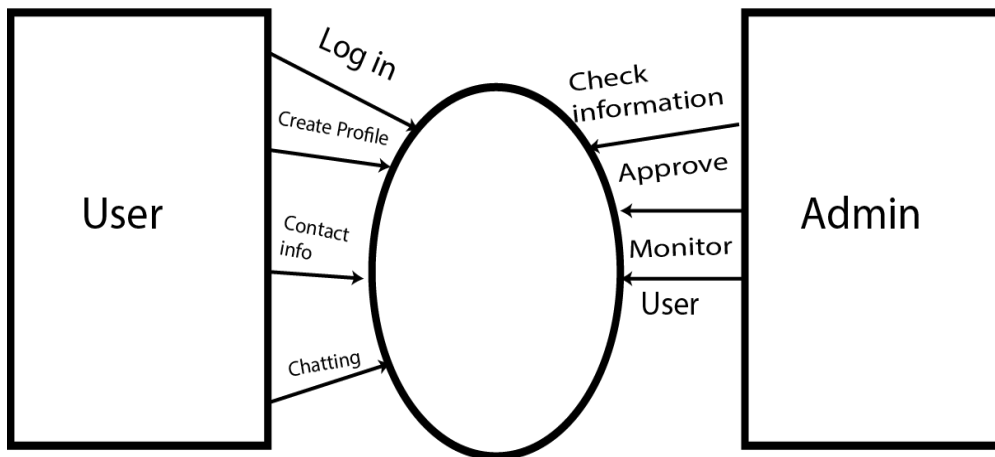 User
Log in
Create Profile
Contact
info
Chatting
Check
information
Approve
Monitor
User
Admin